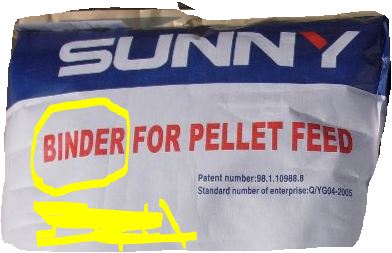 SUNNY
BINDER FOR PELLET FEED
Patent number:98.1.10988.8
Standard number of enterprise:Q/YG04-2005